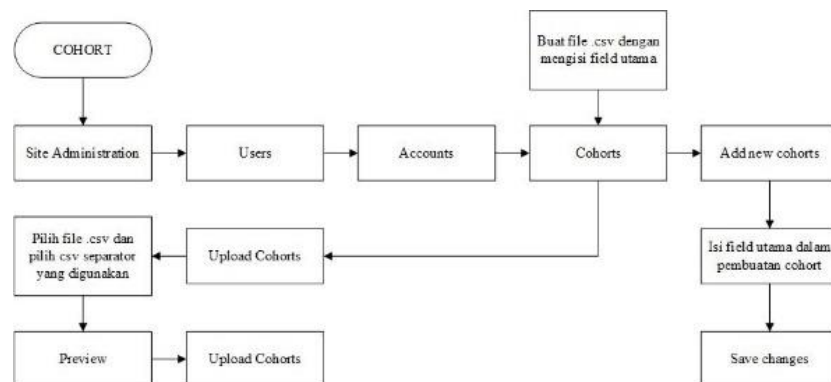 COHORT
Buat file .csv dengan
mengisi field utama
Site Administration
Users
Accounts
Cohorts
Add new cohorts
Pilih file .csv dan
pilih csv separator
yang digunakan
Upload Cohorts
Isi field utama dalam
pembuatan cohort
Preview
Upload Cohorts
Save changes